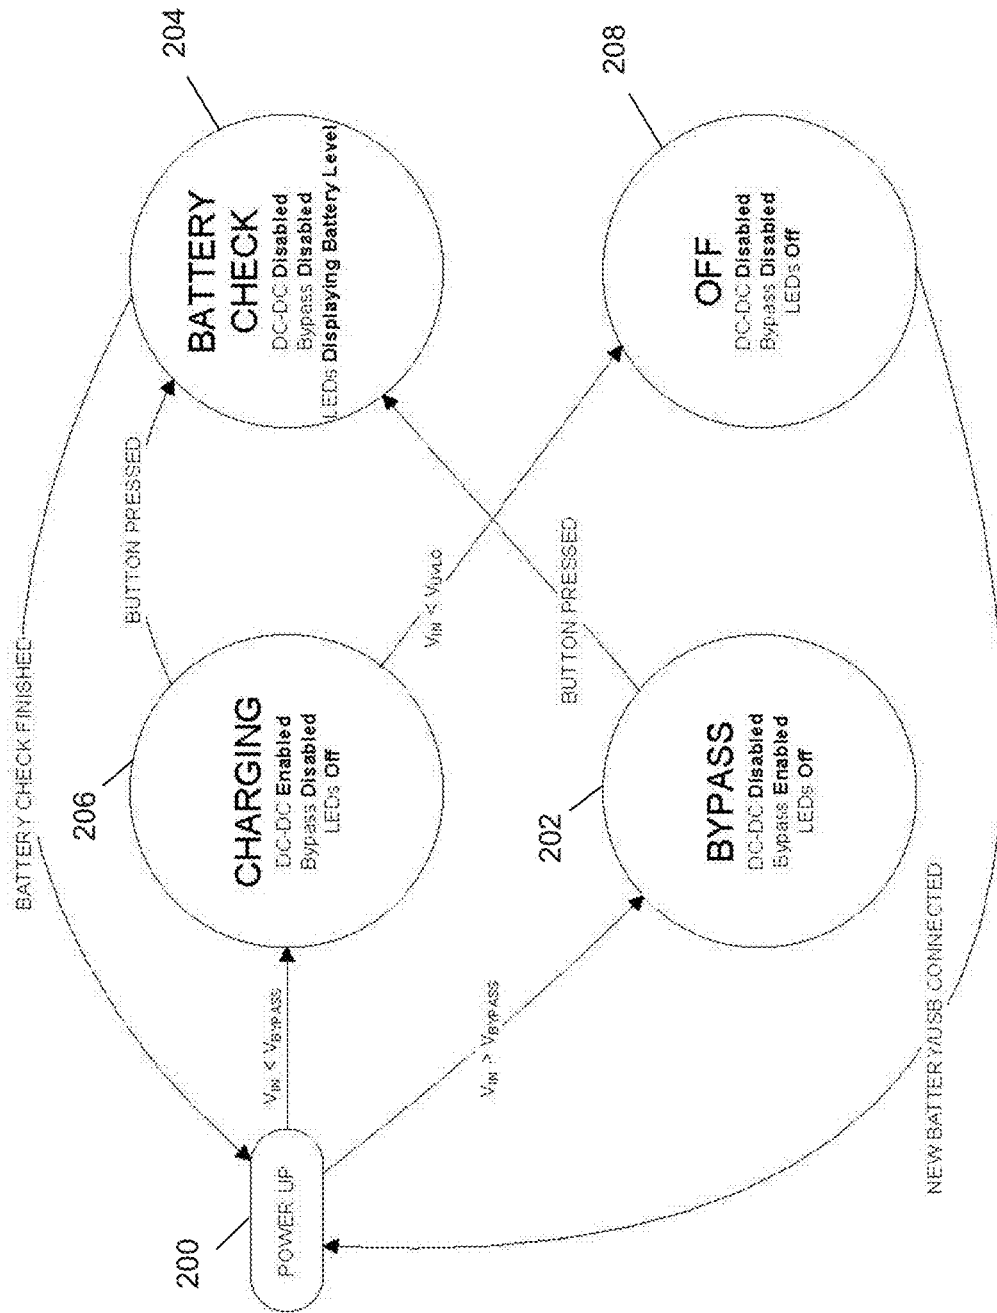 BATTERY CHECK FINISHED
206
BUTTON PRESSED
204
200
POWER UP
V_IN < V_BYPASS
CHARGING
DC-DC Enabled
Bypass Disabled
LEDs Off
BATTERY
CHECK
DC-DC Disabled
Bypass Disabled
LEDs Displaying Battery Level
V_IN < V_UVLO
V_IN > V_BYPASS
202
BUTTON PRESSED
208
BYPASS
DC-DC Disabled
Bypass Enabled
LEDs Off
OFF
DC-DC Disabled
Bypass Disabled
LEDs Off
NEW BATTERY/USB CONNECTED